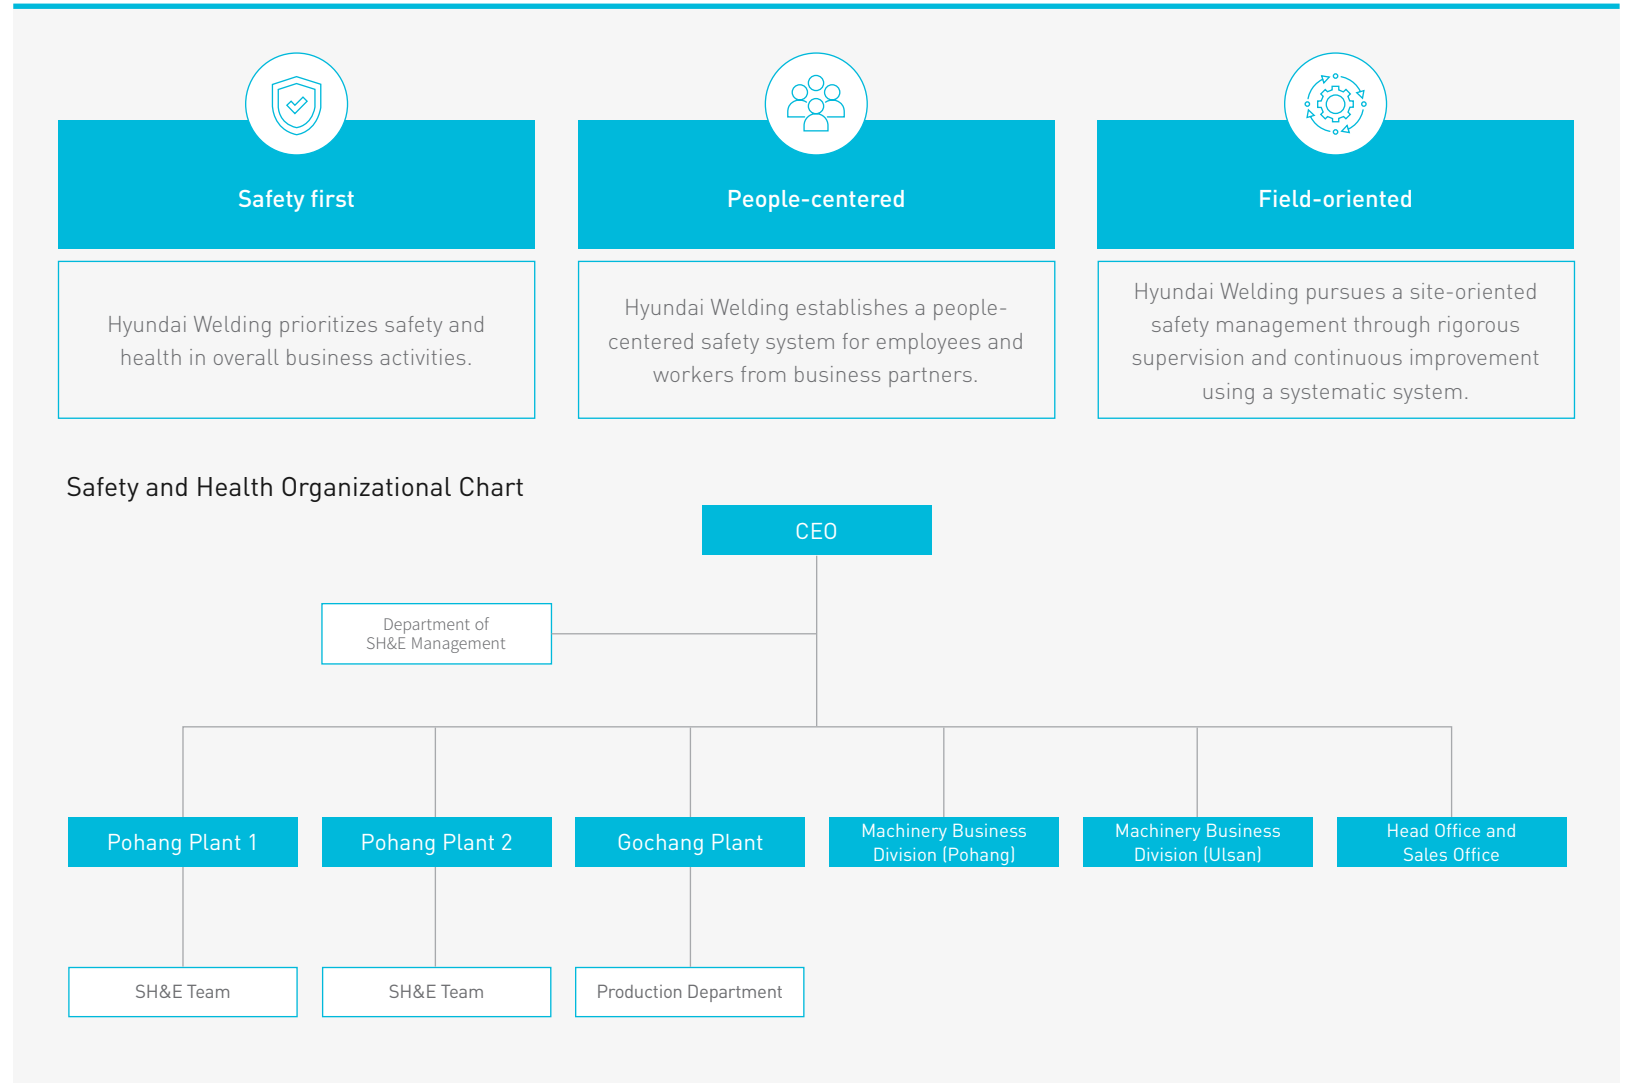 Safety first
Hyundai Welding prioritizes safety and
health in overall business activities.
People-centered
Hyundai Welding establishes a people-
centered safety system for employees and
workers from business partners.
Field-oriented
Hyundai Welding pursues a site-oriented
safety management through rigorous
supervision and continuous improvement
using a systematic system.
Safety and Health Organizational Chart
CEO
Department of
SH&E Management
Pohang Plant 1
Pohang Plant 2
Gochang Plant
Machinery Business
Division (Pohang)
Machinery Business
Division (Ulsan)
Head Office and
Sales Office
SH&E Team
SH&E Team
Production Department